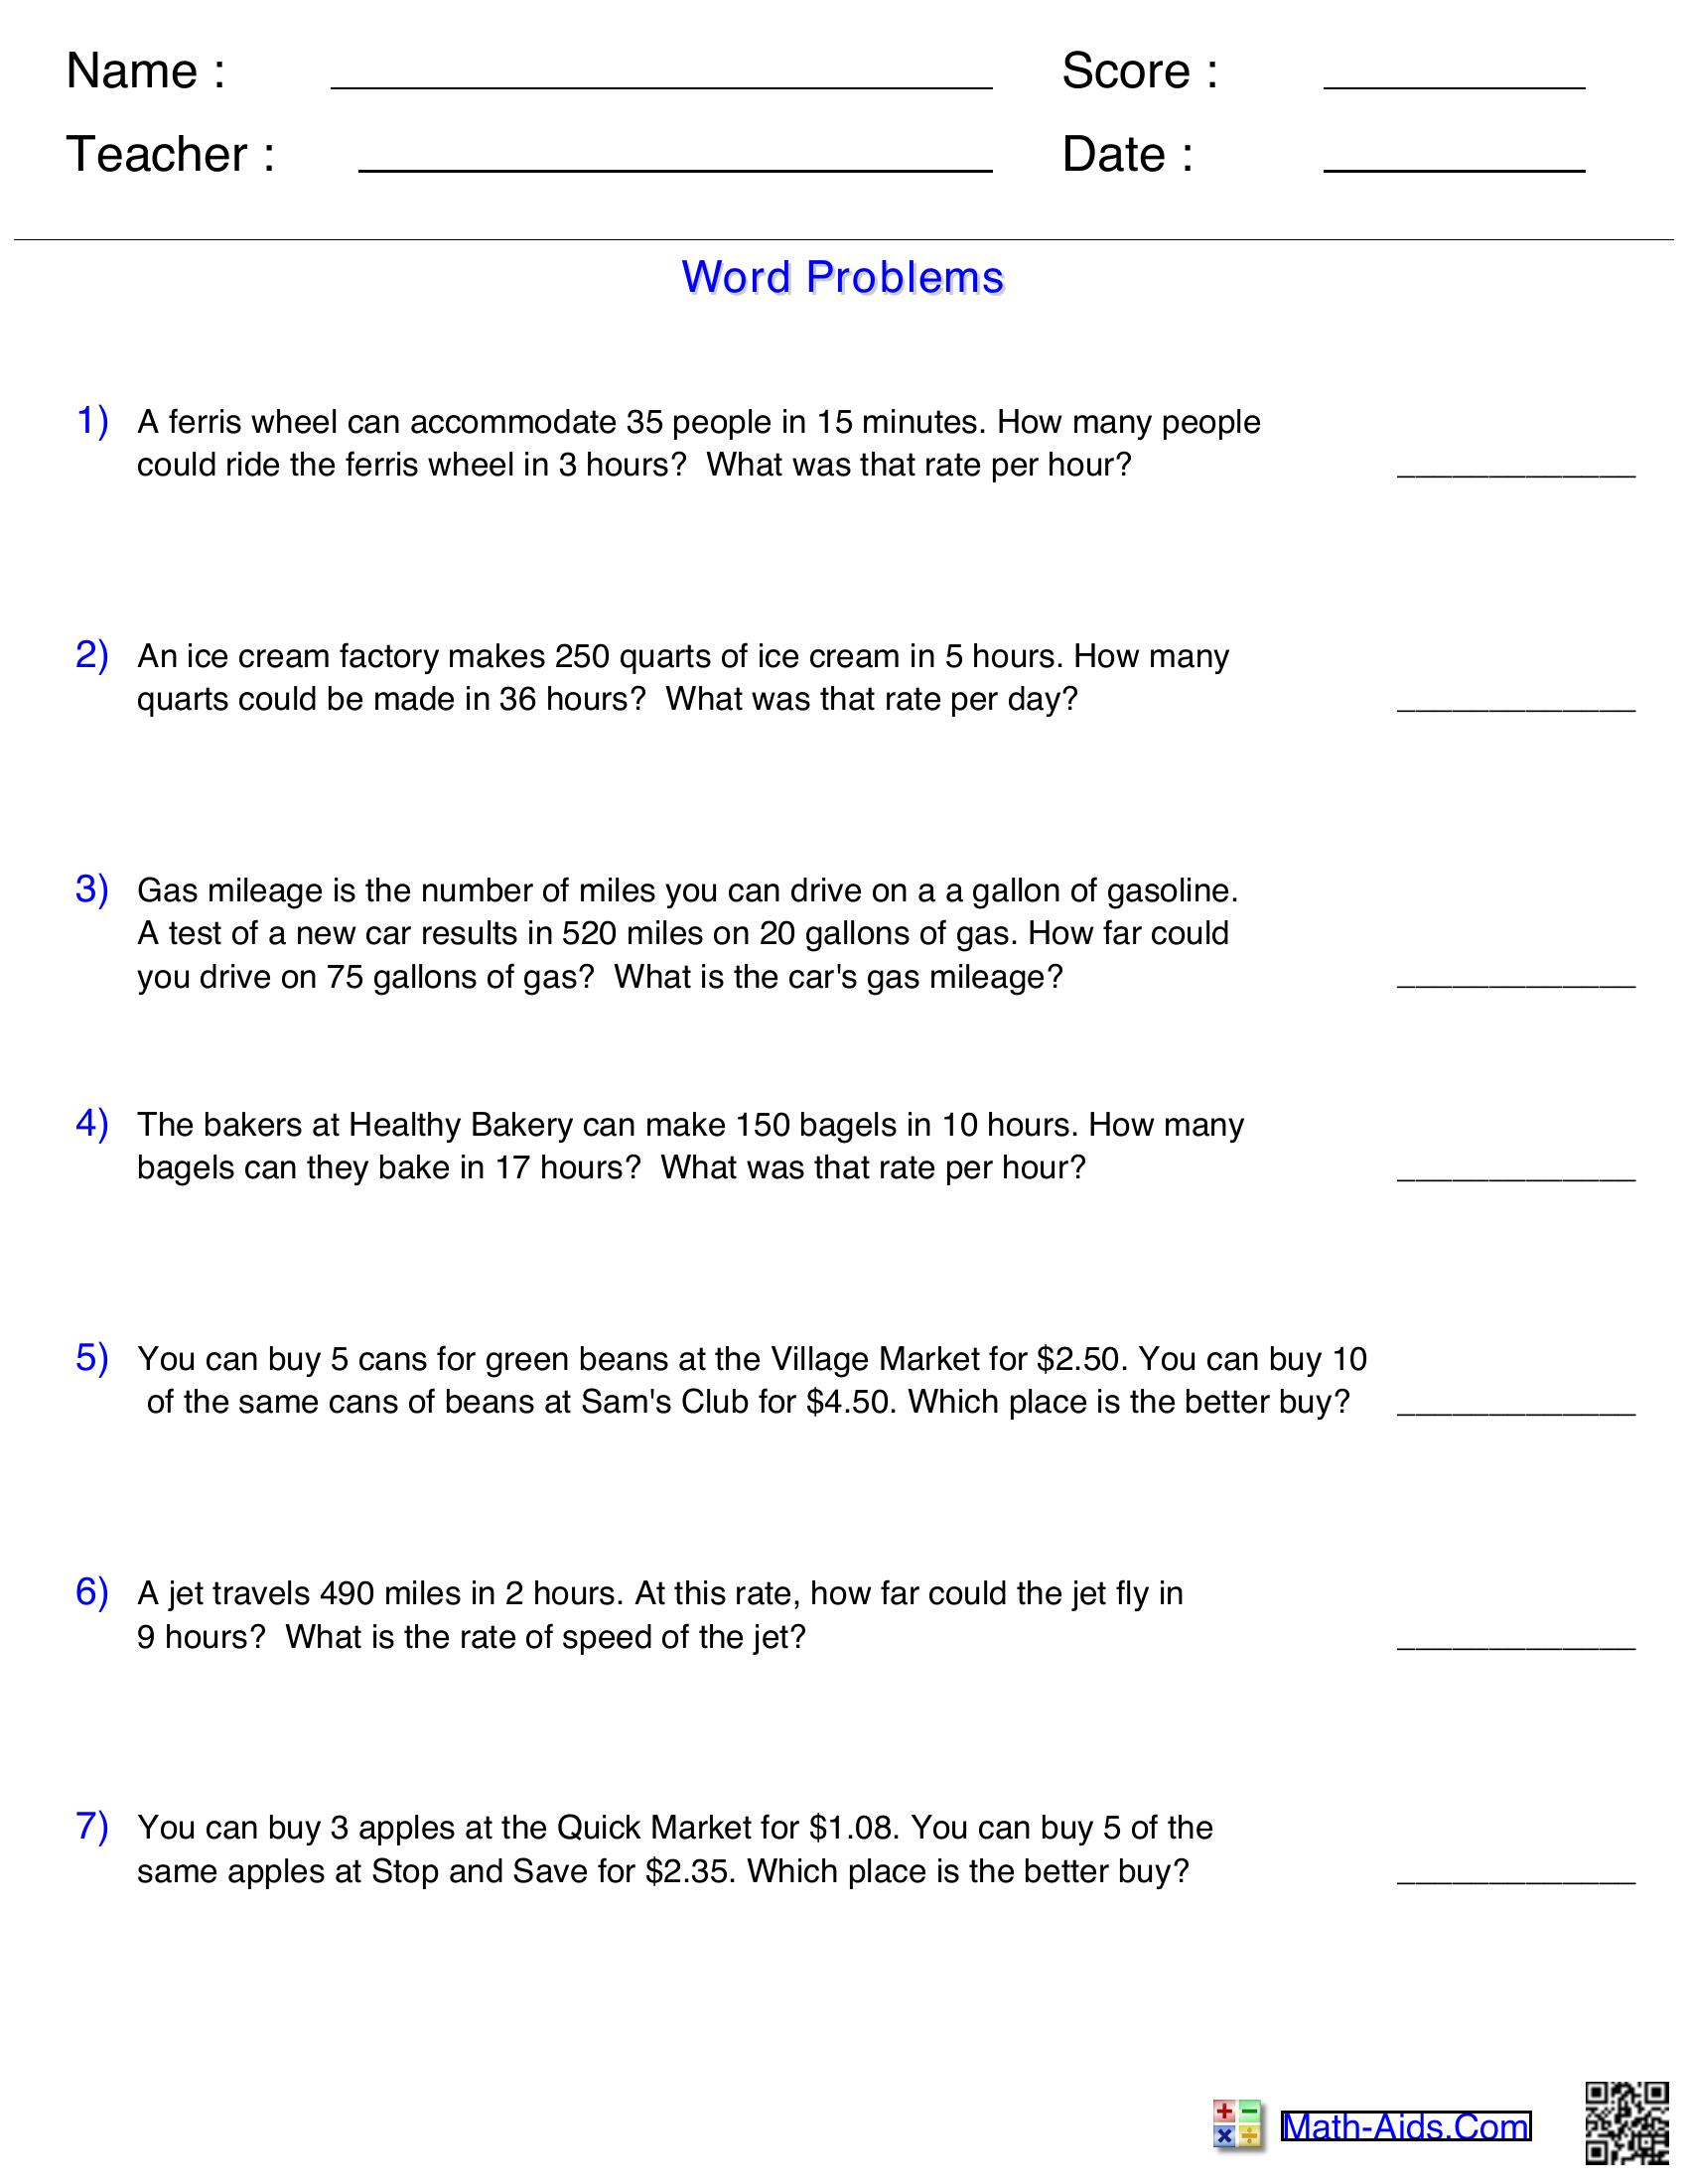 Name : Score :
Teacher : Date :
Word Problems
1) A ferris wheel can accommodate 35 people in 15 minutes. How many people
could ride the ferris wheel in 3 hours?  What was that rate per hour? _____________
2) An ice cream factory makes 250 quarts of ice cream in 5 hours. How many
quarts could be made in 36 hours?  What was that rate per day? _____________
3) Gas mileage is the number of miles you can drive on a a gallon of gasoline.
A test of a new car results in 520 miles on 20 gallons of gas. How far could
you drive on 75 gallons of gas?  What is the car's gas mileage? _____________
4) The bakers at Healthy Bakery can make 150 bagels in 10 hours. How many
bagels can they bake in 17 hours?  What was that rate per hour? _____________
5) You can buy 5 cans for green beans at the Village Market for $2.50. You can buy 10
of the same cans of beans at Sam's Club for $4.50. Which place is the better buy? _____________
6) A jet travels 490 miles in 2 hours. At this rate, how far could the jet fly in
9 hours?  What is the rate of speed of the jet? _____________
7) You can buy 3 apples at the Quick Market for $1.08. You can buy 5 of the
same apples at Stop and Save for $2.35. Which place is the better buy? _____________
Math-Aids.Com